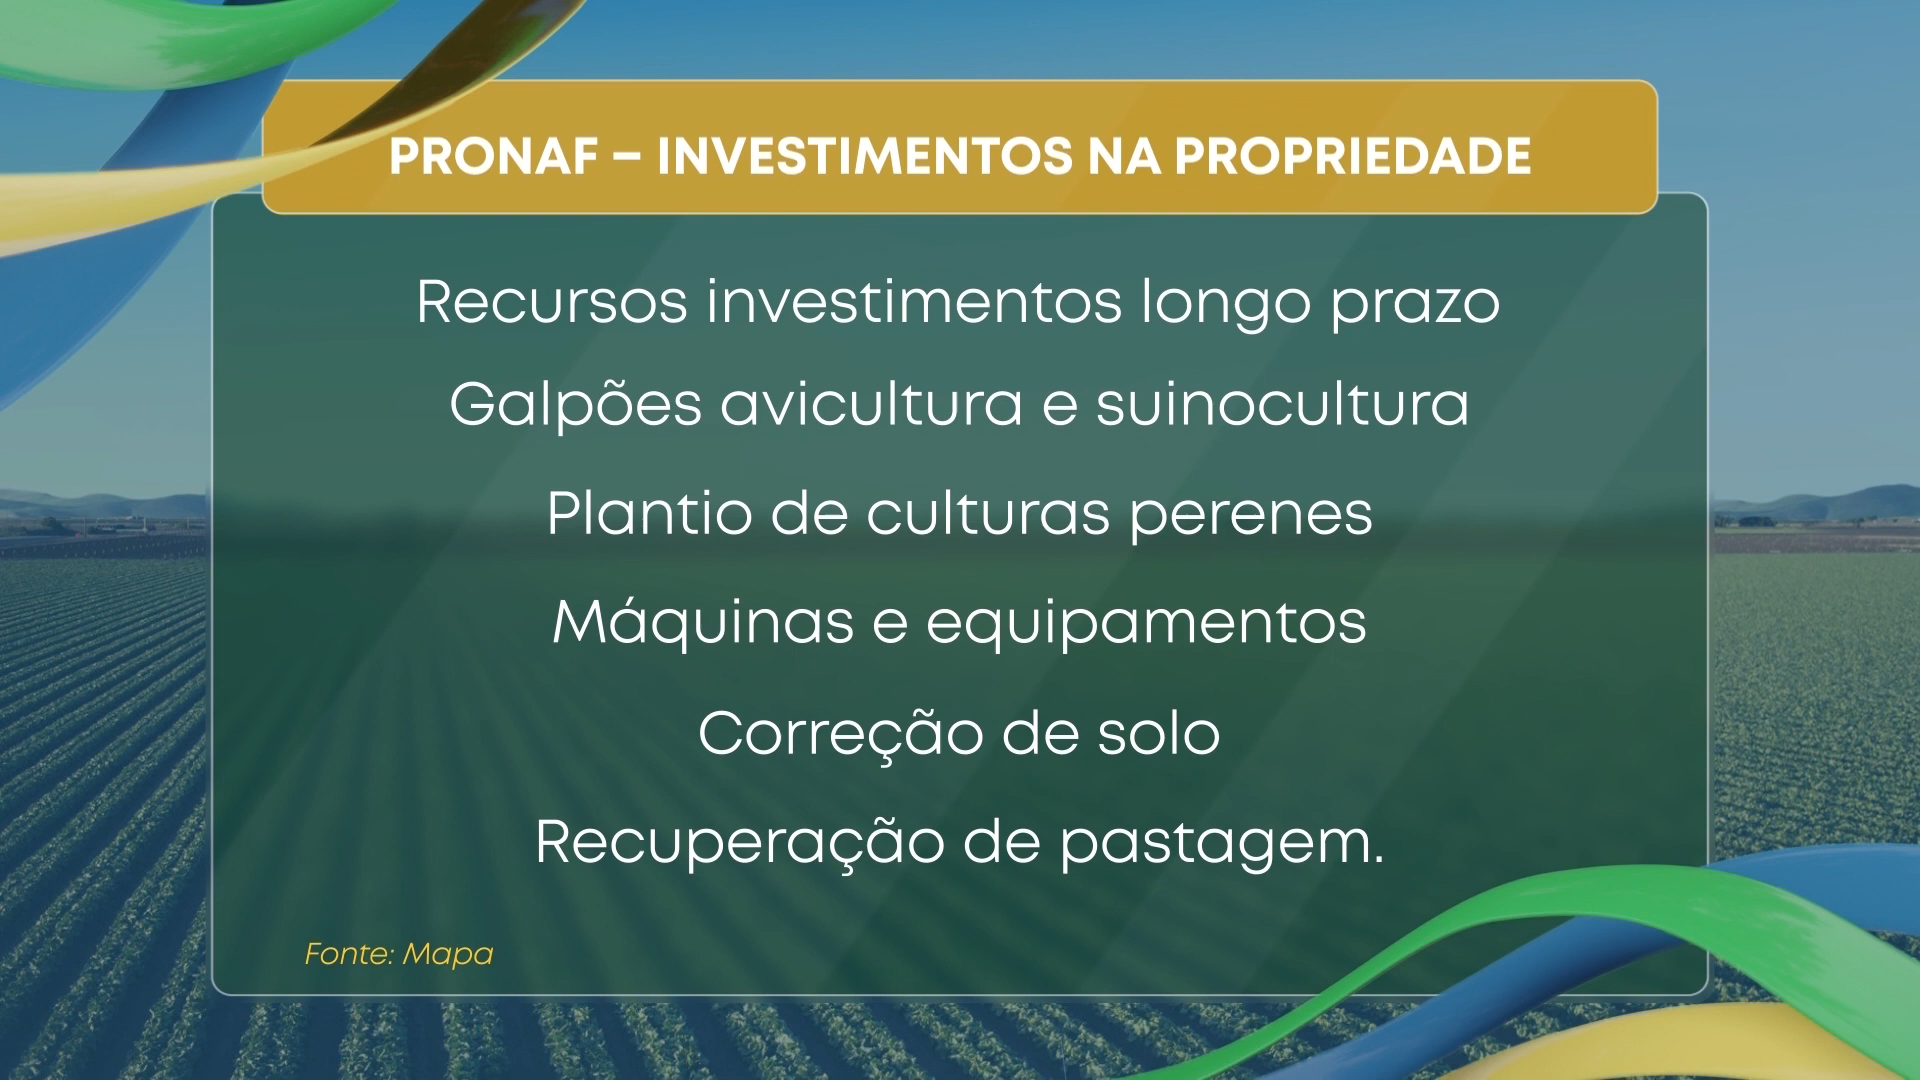 PRONAF – INVESTIMENTOS NA PROPRIEDADE
Recursos investimentos longo prazo
Galpões avicultura e suinocultura
Plantio de culturas perenes
Máquinas e equipamentos
Correção de solo
Recuperação de pastagem.
Fonte: Mapa